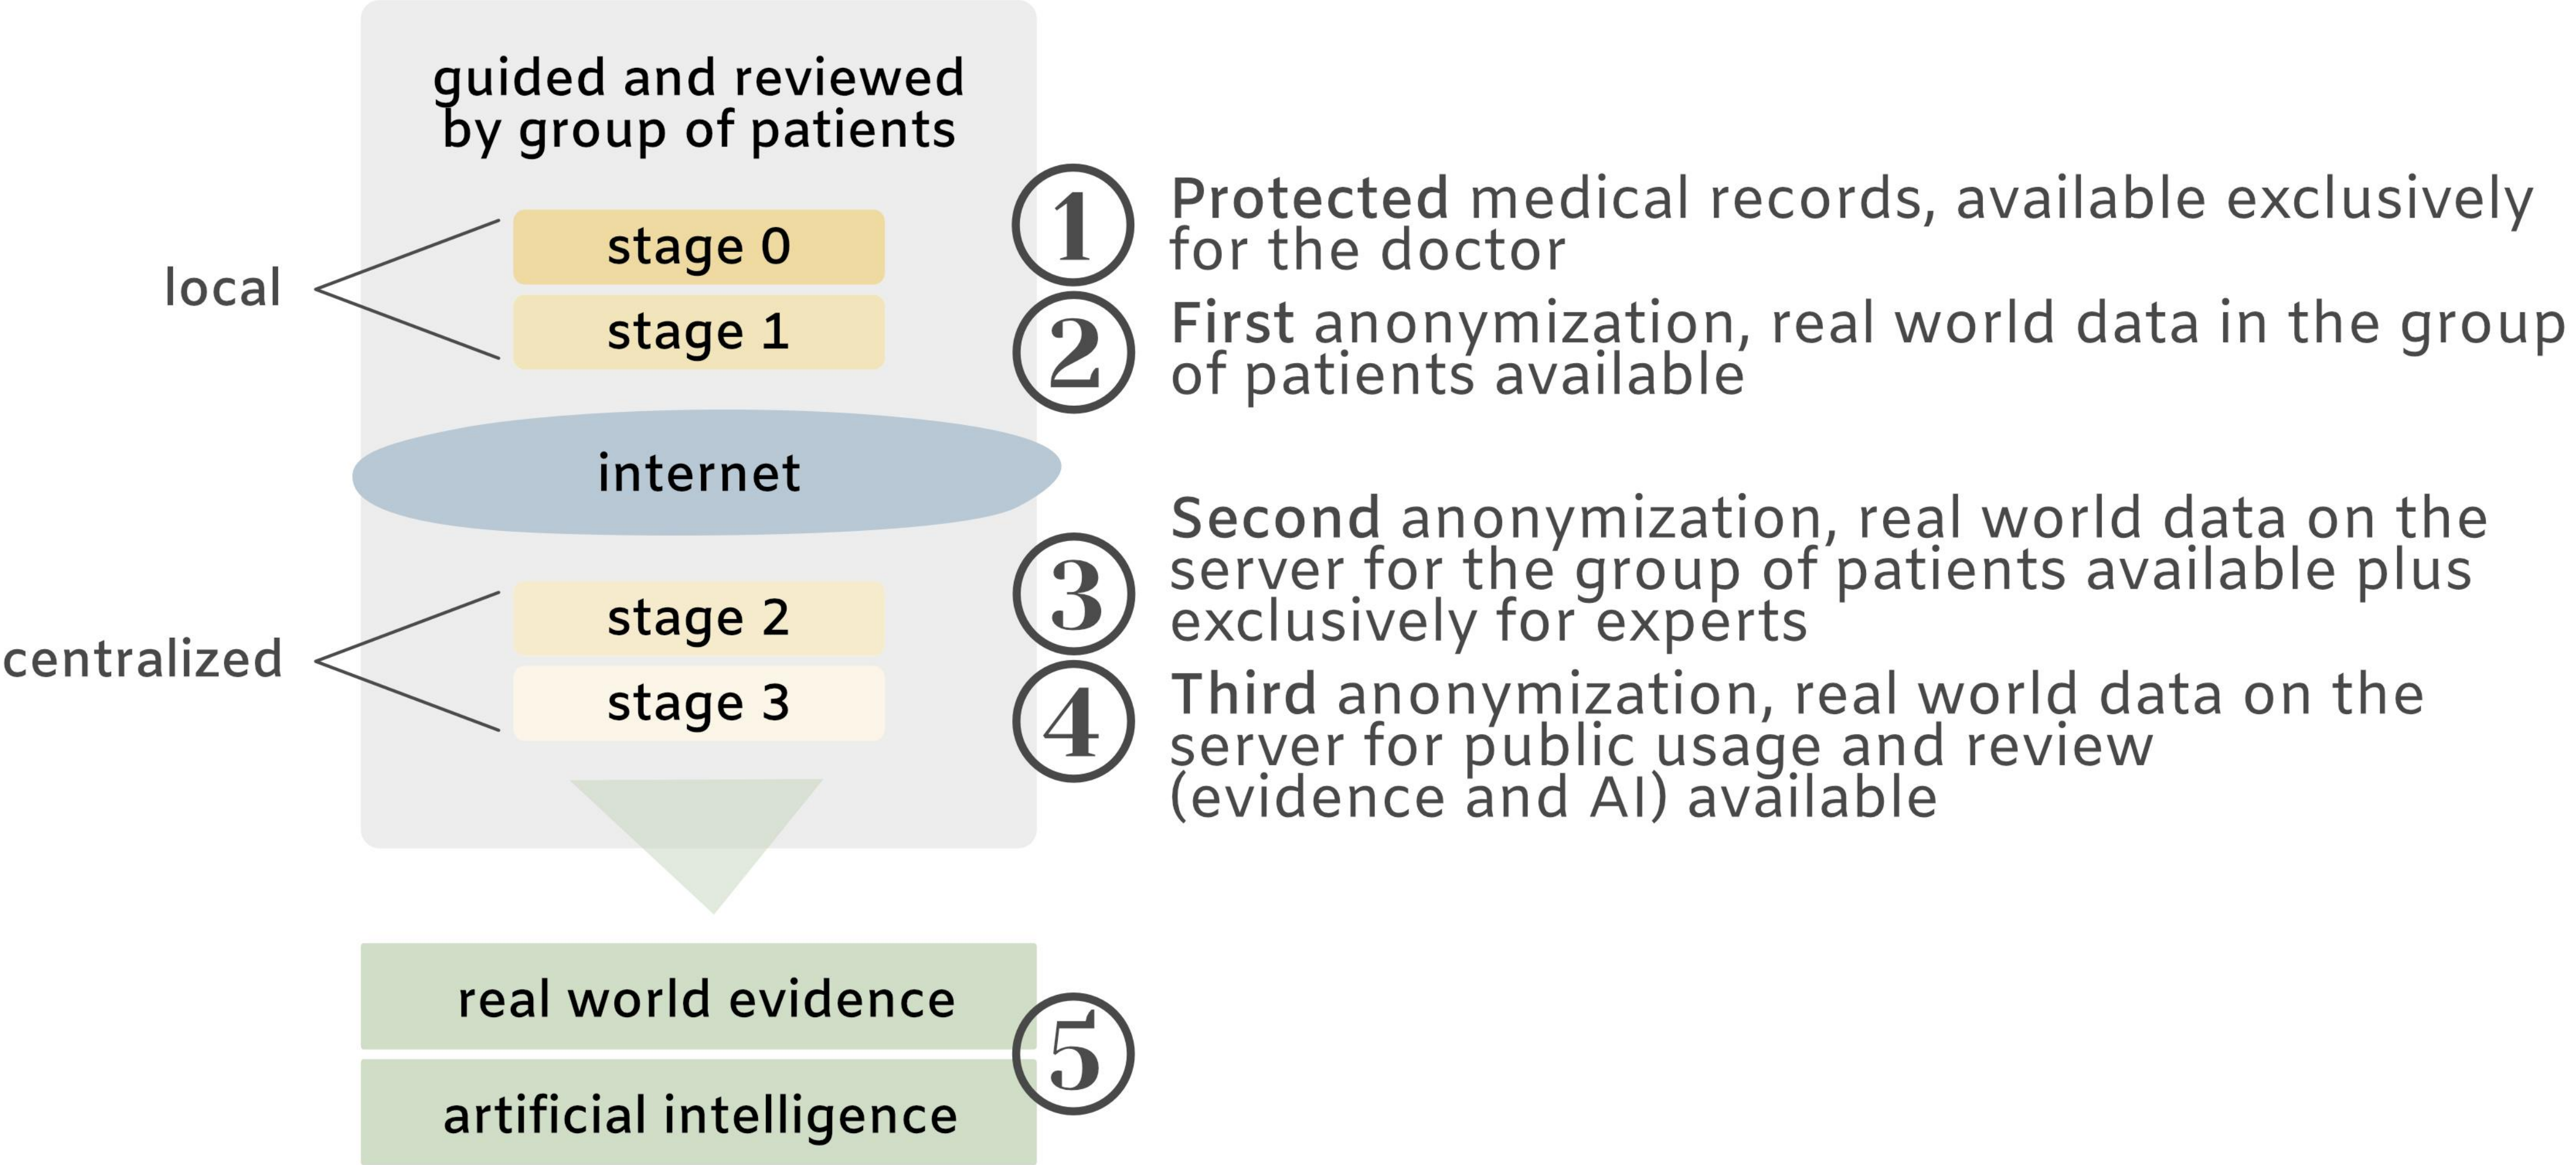 guided and reviewed
by group of patients
local
stage 0
stage 1
1
Protected medical records, available exclusively
for the doctor
2
First anonymization, real world data in the group
of patients available
internet
centralized
stage 2
stage 3
3
Second anonymization, real world data on the
server for the group of patients available plus
exclusively for experts
4
Third anonymization, real world data on the
server for public usage and review
(evidence and AI) available
real world evidence
artificial intelligence
5